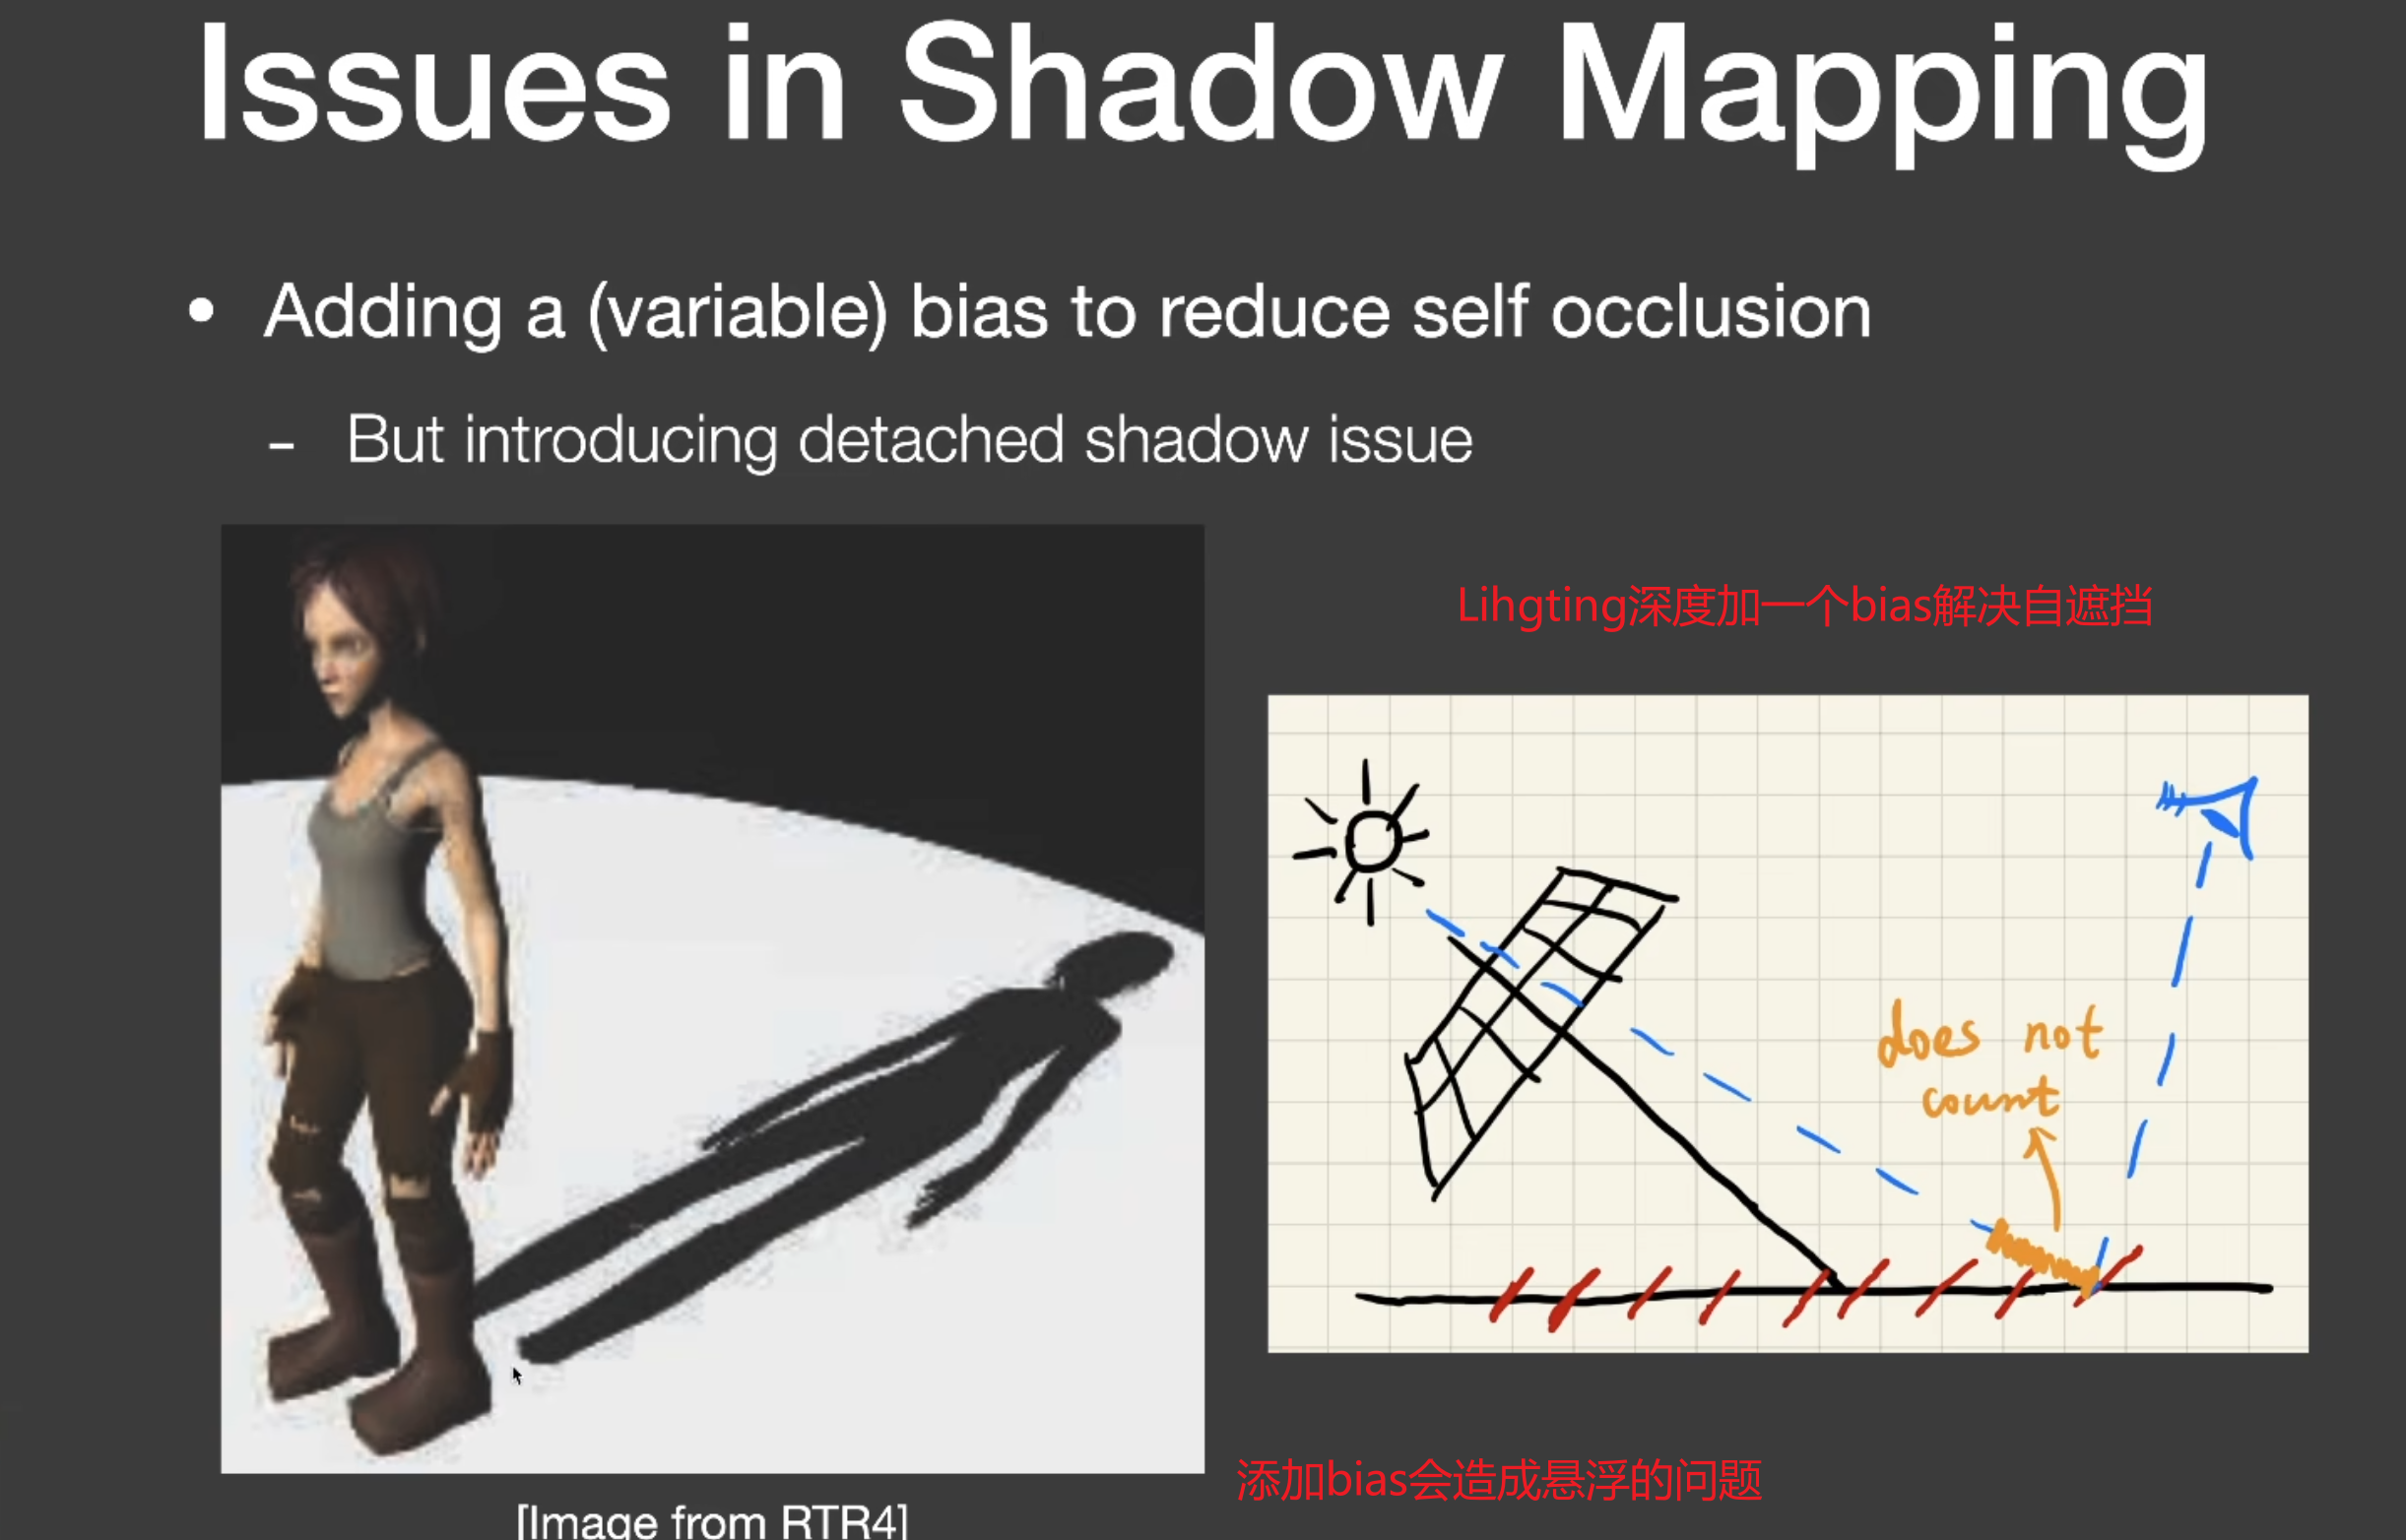 Issues in Shadow Mapping
• Adding a (variable) bias to reduce self occlusion
- But introducing detached shadow issue
Lihgting深度加一个bias解决自遮挡
does not
count
添加bias会造成悬浮的问题
[Image from RTR4]